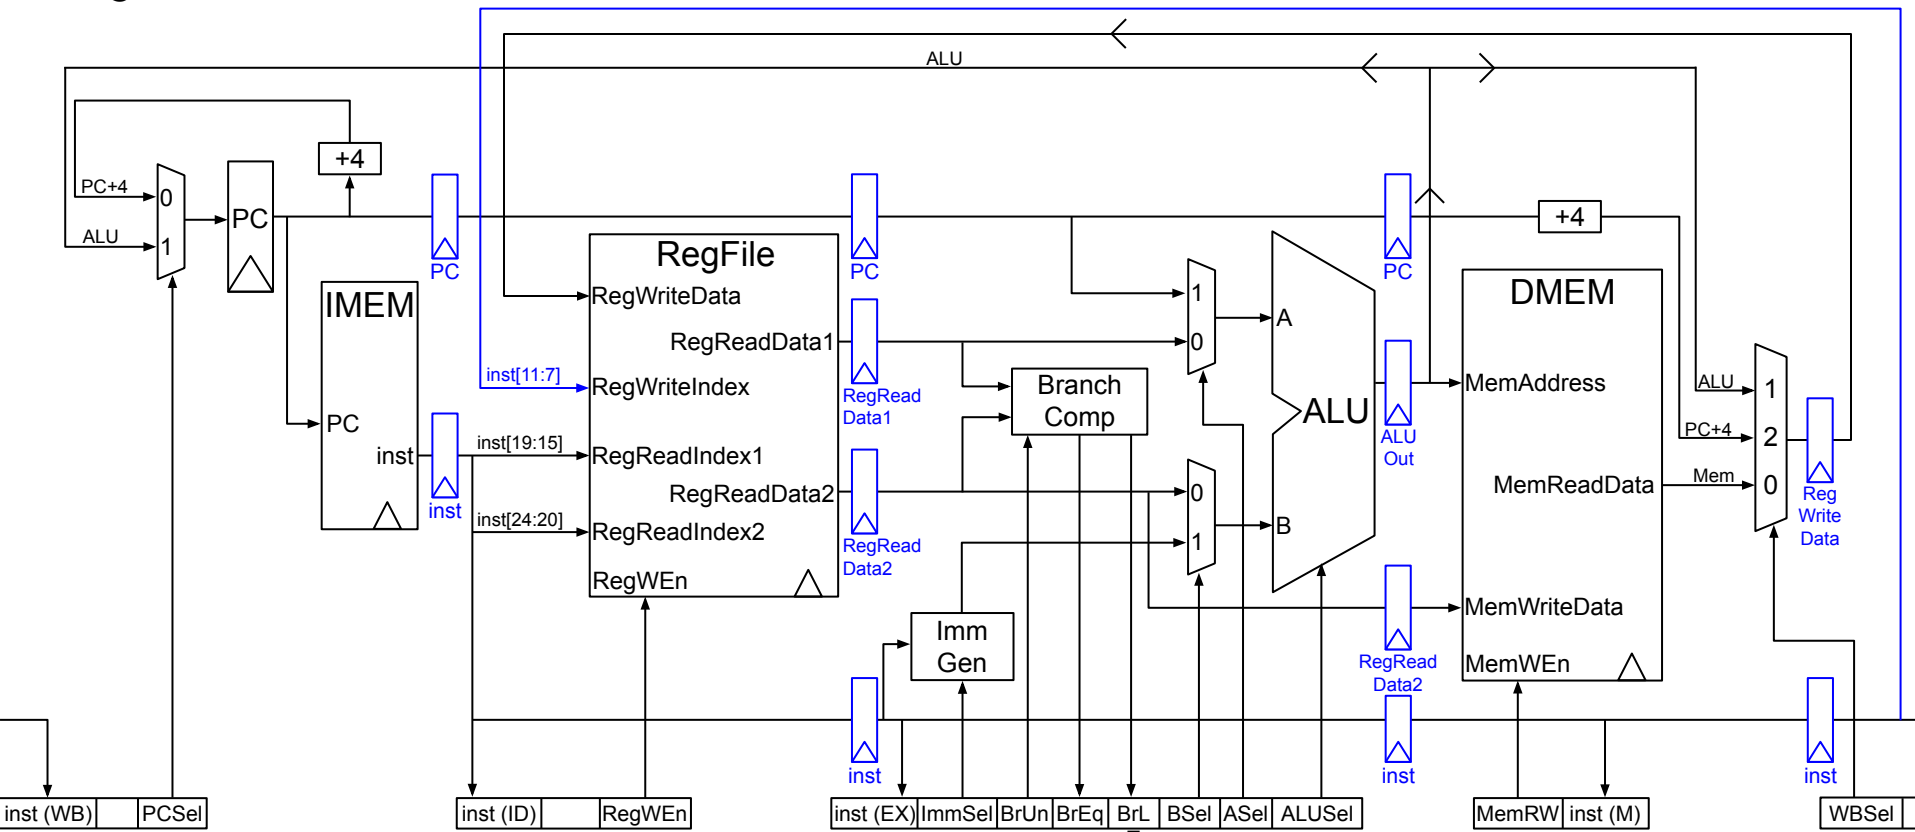 ALU
+4
PC+4
0
PC
ALU
1
PC
PC
PC
+4
RegFile
IMEM
RegWriteData
1
A
DMEM
RegReadData1
0
inst[11:7]
RegWriteIndex
RegRead
Data1
Branch
Comp
MemAddress
ALU
1
PC
ALU
ALU
Out
PC+4
2
inst
inst[19:15]
RegReadIndex1
MemReadData
Mem
0
RegReadData2
0
Reg
Write
Data
inst
inst[24:20]
RegReadIndex2
B
1
RegRead
Data2
RegWEn
MemWriteData
Imm
Gen
RegRead
Data2
MemWEn
inst
inst
inst
inst (WB)
PCSel
inst (ID)
RegWEn
inst (EX)
ImmSel
BrUn
BrEq
BrL
BSel
ASel
ALUSel
MemRW
inst (M)
WBSel